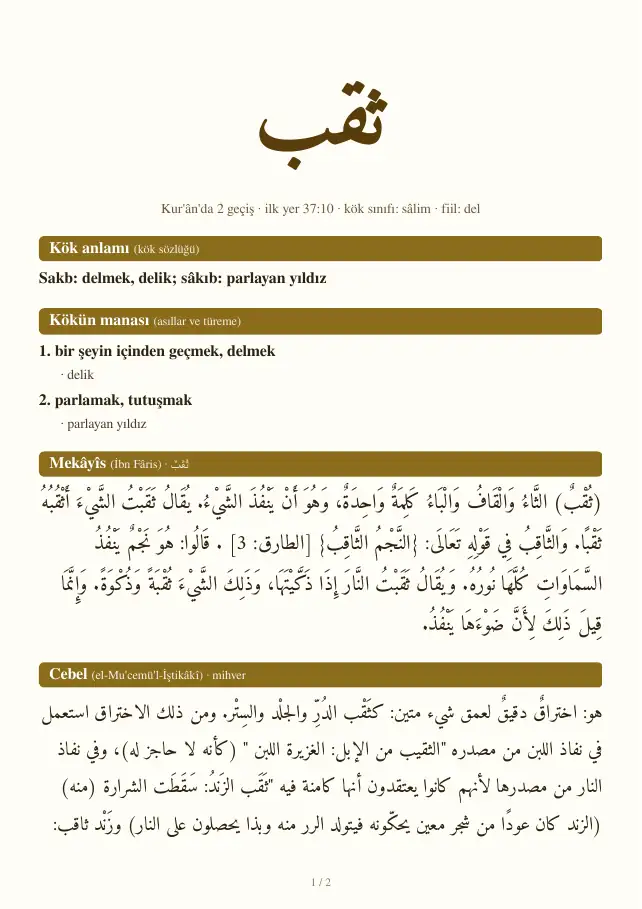 ثقب
Kur'ân'da 2 geçiş · ilk yer 37:10 · kök sınıfı: sâlim · fiil: del
Kök anlamı (kök sözlüğü)
Sakb: delmek, delik; sâkıb: parlayan yıldız
Kökün manası (asıllar ve türeme)
1. bir şeyin içinden geçmek, delmek
· delik
2. parlamak, tutuşmak
· parlayan yıldız
Mekâyîs (İbn Fâris) · ثُقْبٌ
(ثُقْبٌ) الثَّاءُ وَالْقَافُ وَالْبَاءُ كَلِمَةٌ وَاحِدَةٌ، وَهُوَ أَنْ يَنْفُذَ الشَّيْءُ. يُقَالُ ثَقَبْتُ الشَّيْءَ أَثْقُبُهُ
ثَقْبًا. وَالثَّاقِبُ فِي قَوْلِهِ تَعَالَى: {النَّجْمُ الثَّاقِبُ} [الطارق: 3] . قَالُوا: هُوَ نَجْمٌ يَنْفُذُ
السَّمَاوَاتِ كُلَّهَا نُورُهُ. وَيُقَالُ ثَقَبْتُ النَّارَ إِذَا ذَكَّيْتَهَا، وَذَلِكَ الشَّيْءَ ثُقْبَةً وَذُكْوَةً. وَإِنَّمَا
قِيلَ ذَلِكَ لِأَنَّ ضَوْءَهَا يَنْفُذُ.
Cebel (el-Mu'cemü'l-İştikâkî) · mihver
هو: اختراقٌ دقيقٌ لعمق شيء متين: كثَقْب الدُرِّ والجلْد والسِتْر. ومن ذلك الاختراق استعمل
في نفاذ اللبن من مصدره "الثقيب من الإبل: الغزيرة اللبن " (كأنه لا حاجز له)، وفي نفاذ
النار من مصدرها لأنهم كانوا يعتقدون أنها كامنة فيه "ثَقَب الزَندُ: سَقَطَت الشرارة (منه)
(الزند كان عودًا من شجر معين يحكّونه فيتولد الرر منه وبذا يحصلون على النار) وزَنْد ثاقب:
1 / 2